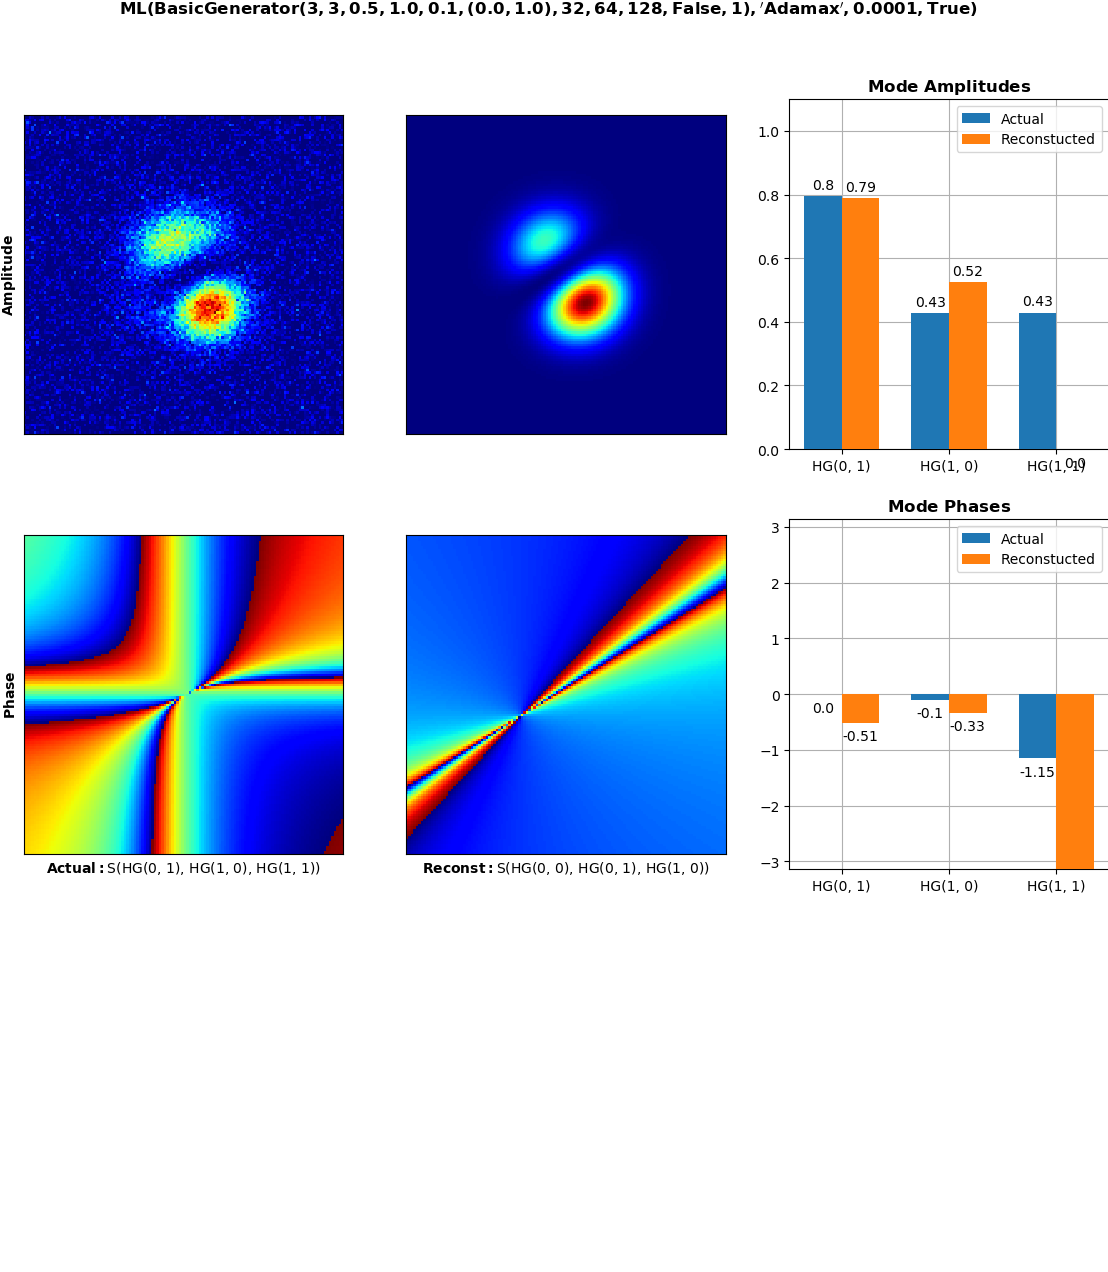 ML(BasicGenerator(3, 3, 0.5, 1.0, 0.1, (0.0, 1.0), 32, 64, 128, False, 1), ′Adamax′, 0.0001, True)
Amplitude
Mode Amplitudes
Actual
Reconstucted
1.0
0.8
0.6
0.4
0.2
0.0
0.8
0.79
0.43
0.52
0.43
0.0
HG(0, 1)
HG(1, 0)
HG(1, 1)
Phase
Actual: S(HG(0, 1), HG(1, 0), HG(1, 1))
Reconst: S(HG(0, 0), HG(0, 1), HG(1, 0))
Mode Phases
Actual
Reconstucted
3
2
1
0
−1
−2
−3
0.0
-0.51
-0.1
-0.33
-1.15
HG(0, 1)
HG(1, 0)
HG(1, 1)